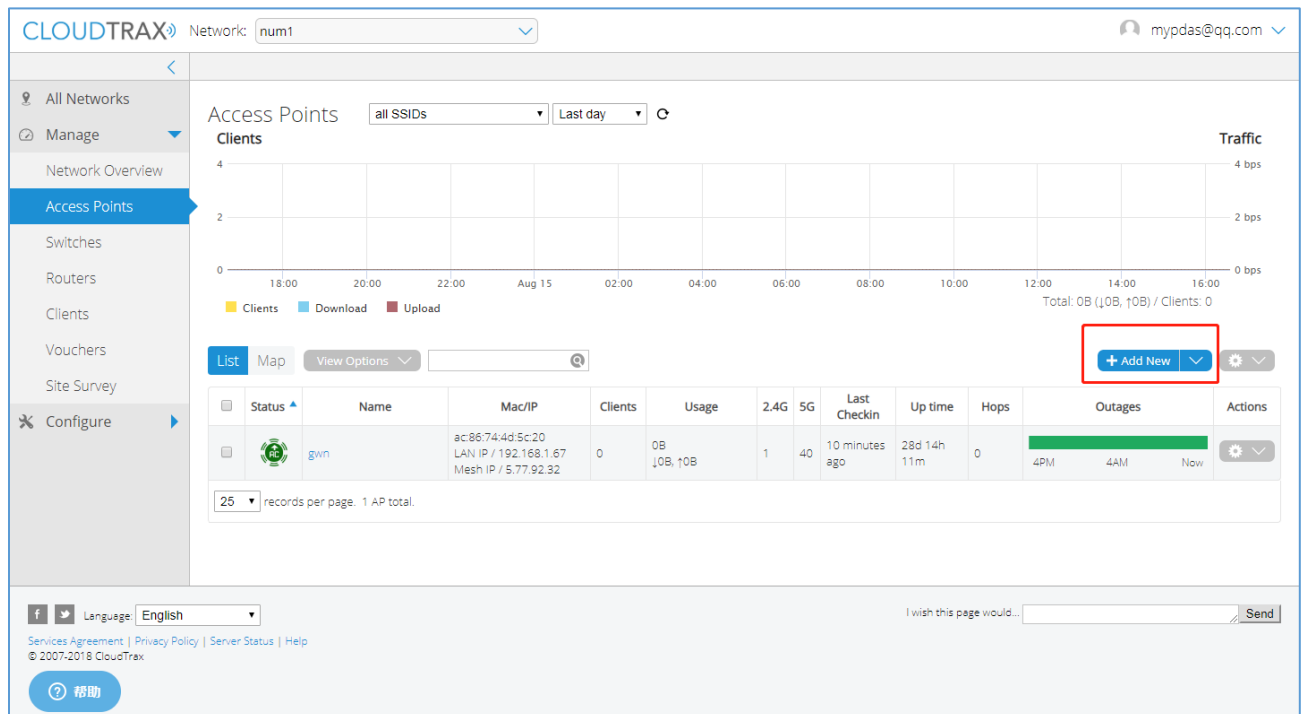 CLOUDTRAX Network: num1 mypdas@qq.com
All Networks
Manage
Network Overview
Access Points
Switches
Routers
Clients
Vouchers
Site Survey
Configure
Access Points all SSIDs Last day
Clients Traffic
4 4 bps
2 2 bps
0 0 bps
18:00 20:00 22:00 Aug 15 02:00 04:00 06:00 08:00 10:00 12:00 14:00 16:00
Clients Download Upload
Total: 0B (↓0B, ↑0B) / Clients: 0
List Map View Options + Add New
Status Name Mac/IP Clients Usage 2.4G 5G Last Checkin Up time Hops Outages Actions
AC gwn ac:86:74:4d:5c:20 0 0B 1 40 10 minutes 28d 14h 0
LAN IP / 192.168.1.67 ↓0B, ↑0B ago 11m 4PM 4AM Now
Mesh IP / 5.77.92.32
25 records per page. 1 AP total.
Language: English I wish this page would... Send
Services Agreement | Privacy Policy | Server Status | Help
© 2007-2018 CloudTrax
帮助